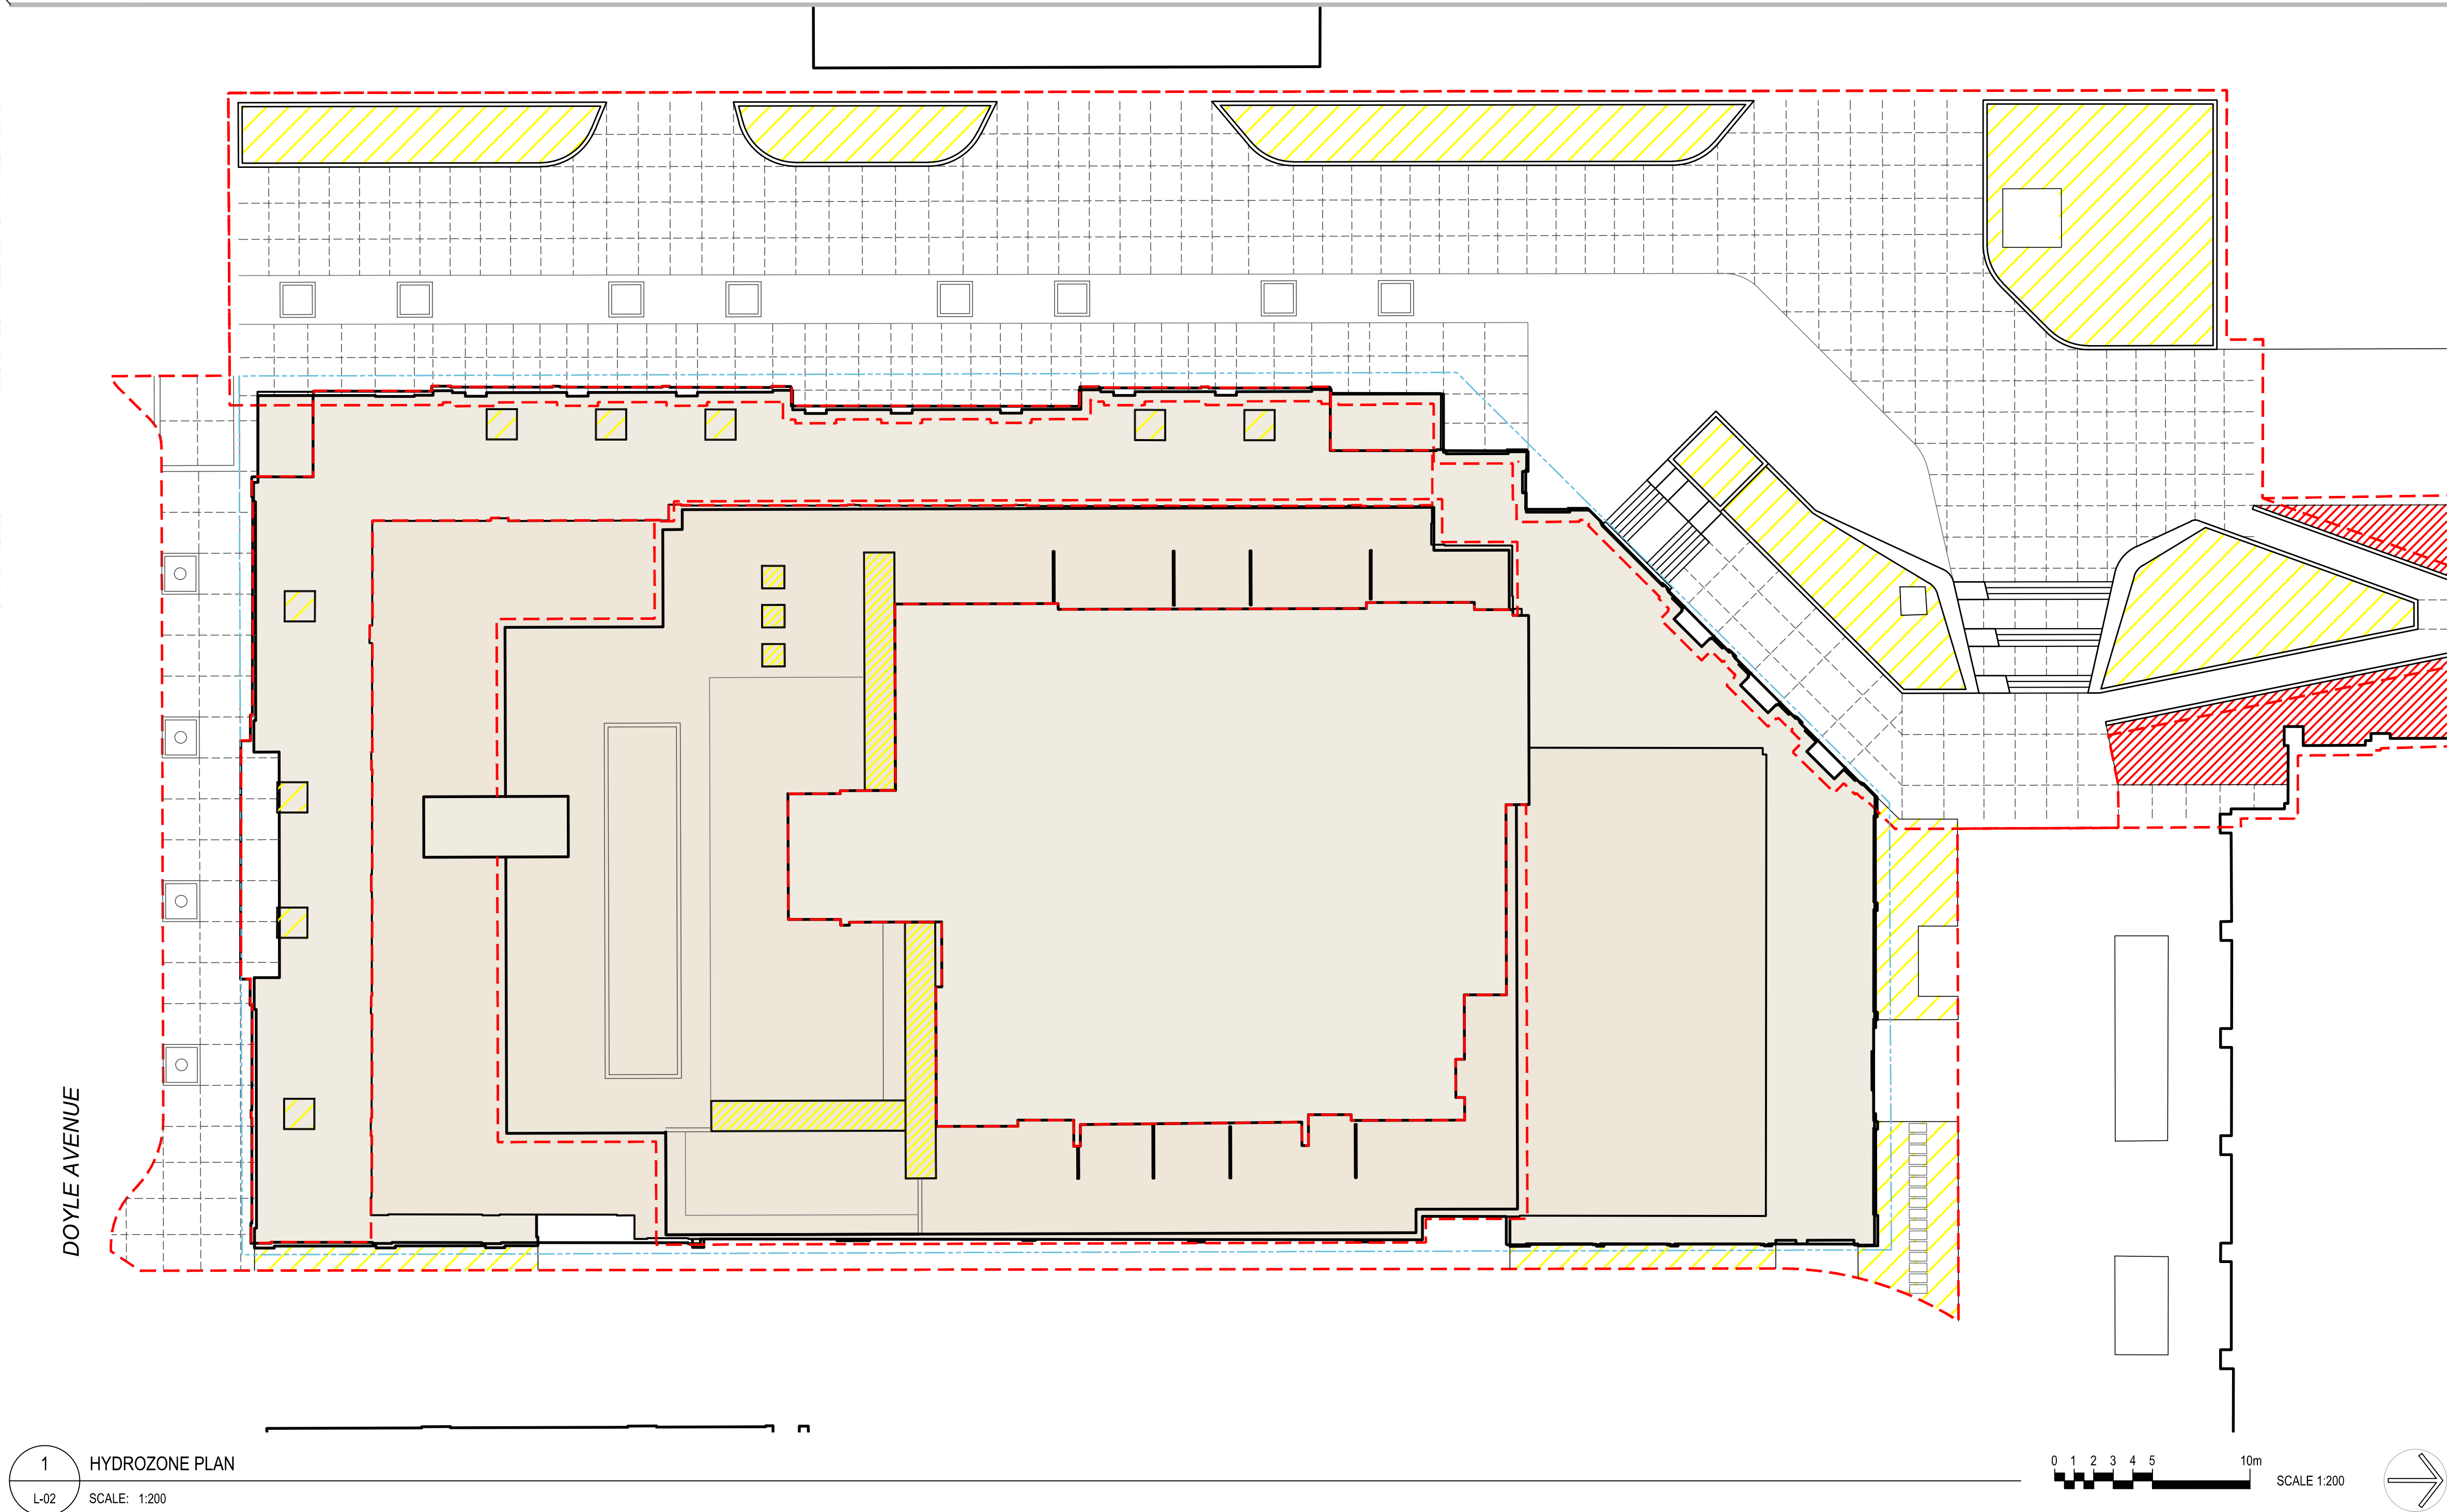 DOYLE AVENUE
1
HYDROZONE PLAN
L-02
SCALE: 1:200
0 1 2 3 4 5 10m
SCALE 1:200